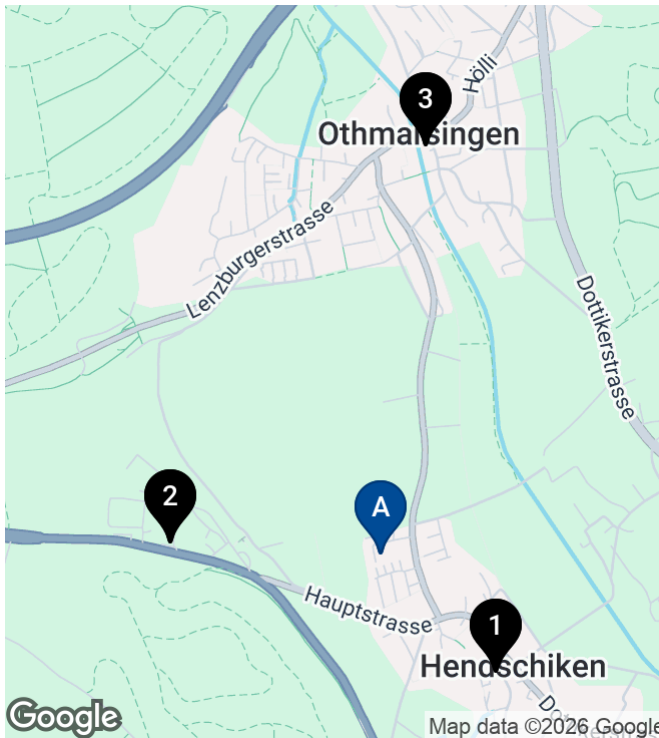 Hölli
3
Othmarsingen
Lenzburgerstrasse
Dottikerstrasse
2
A
Hauptstrasse
1
Hendschiken
Google
Map data ©2026 Google